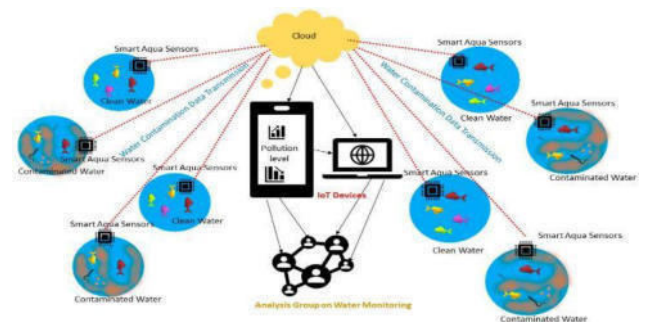 Cloud
Smart Aqua Sensors
Clean Water
Smart Aqua Sensors
Contaminated Water
Smart Aqua Sensors
Clean Water
Smart Aqua Sensors
Contaminated Water
Water Contamination Data Transmission
Pollution
level
IoT Devices
Analysis Group on Water Monitoring
Water Contamination Data Transmission
Smart Aqua Sensors
Clean Water
Smart Aqua Sensors
Contaminated Water
Smart Aqua Sensors
Clean Water
Smart Aqua Sensors
Contaminated Water